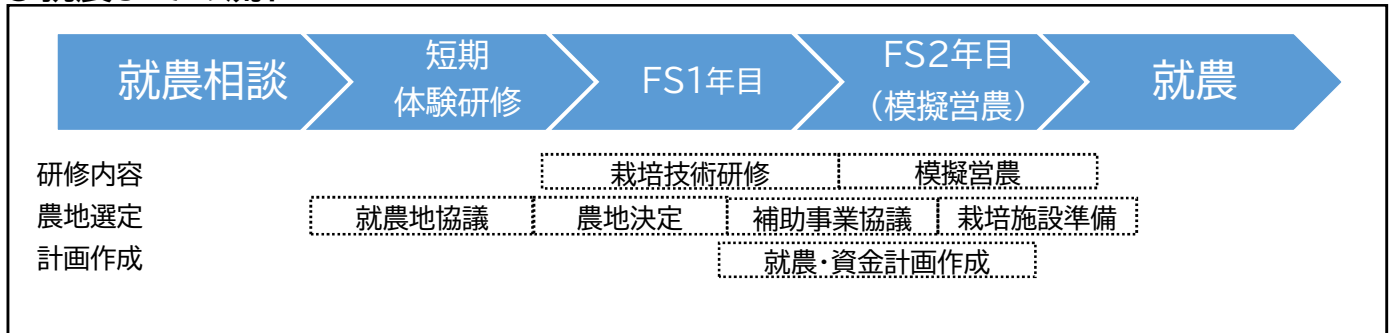 就農相談
短期
体験研修
FS1年目
FS2年目
(模擬営農)
就農
研修内容
栽培技術研修
模擬営農
農地選定
就農地協議
農地決定
補助事業協議
栽培施設準備
計画作成
就農・資金計画作成